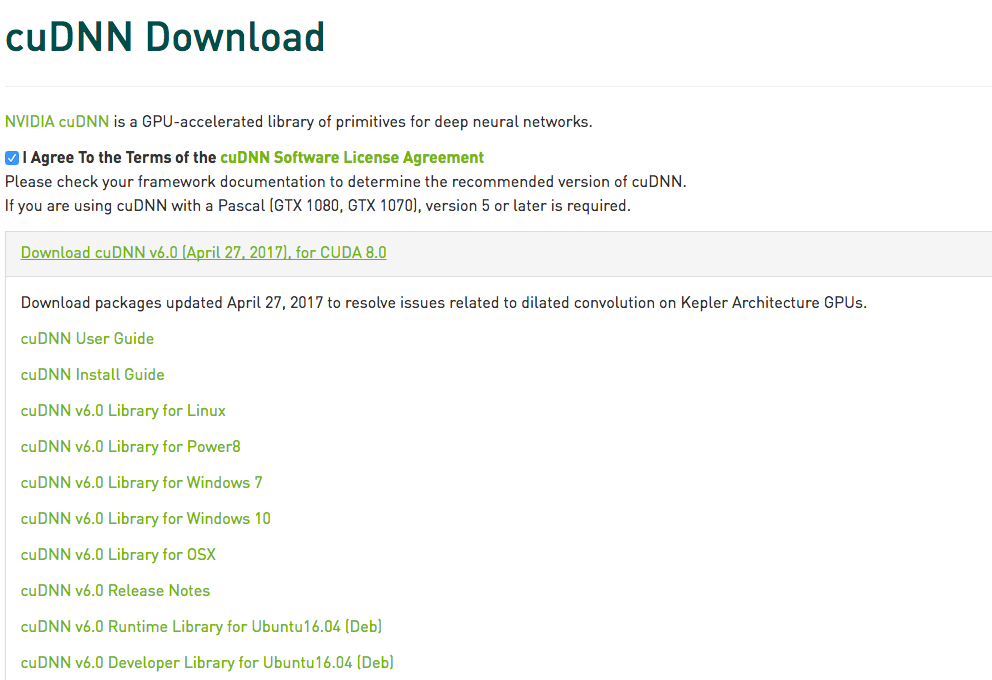 cuDNN Download
NVIDIA cuDNN is a GPU-accelerated library of primitives for deep neural networks.
I Agree To the Terms of the cuDNN Software License Agreement
Please check your framework documentation to determine the recommended version of cuDNN.
If you are using cuDNN with a Pascal (GTX 1080, GTX 1070), version 5 or later is required.
Download cuDNN v6.0 (April 27, 2017), for CUDA 8.0
Download packages updated April 27, 2017 to resolve issues related to dilated convolution on Kepler Architecture GPUs.
cuDNN User Guide
cuDNN Install Guide
cuDNN v6.0 Library for Linux
cuDNN v6.0 Library for Power8
cuDNN v6.0 Library for Windows 7
cuDNN v6.0 Library for Windows 10
cuDNN v6.0 Library for OSX
cuDNN v6.0 Release Notes
cuDNN v6.0 Runtime Library for Ubuntu16.04 (Deb)
cuDNN v6.0 Developer Library for Ubuntu16.04 (Deb)